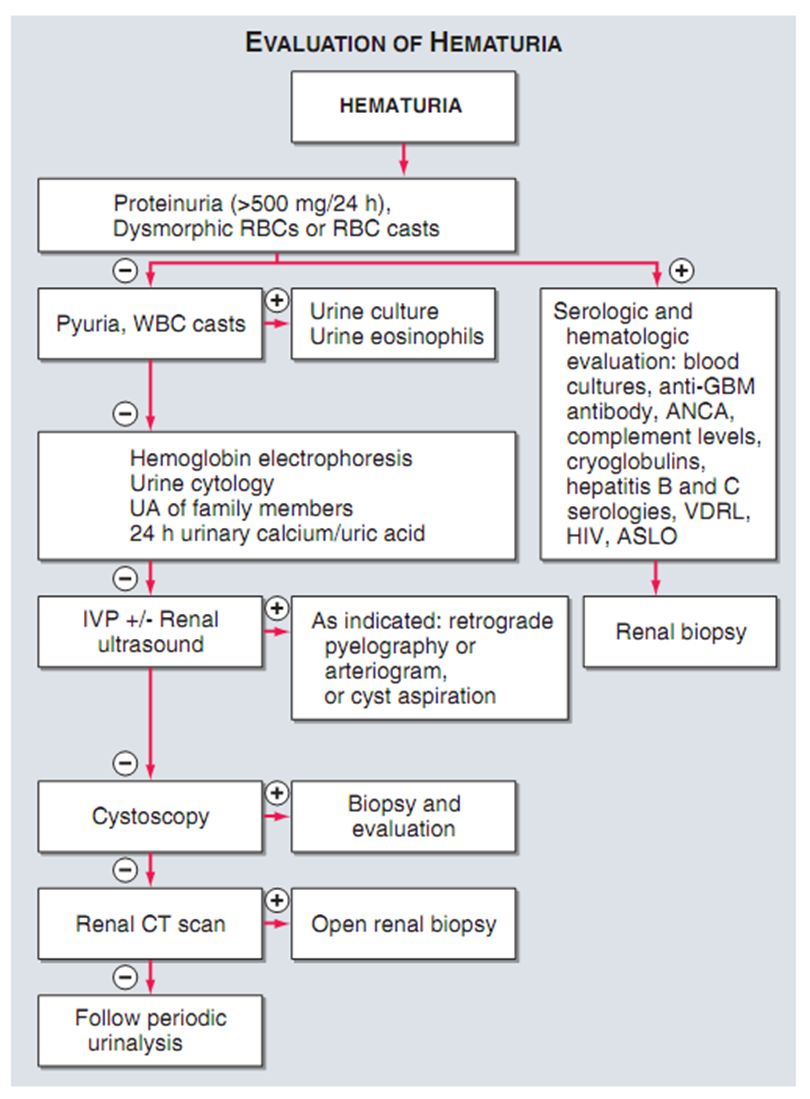 EVALUATION OF HEMATURIA
HEMATURIA
Proteinuria (>500 mg/24 h),
Dysmorphic RBCs or RBC casts
−
+
Pyuria, WBC casts
+
Urine culture
Urine eosinophils
Serologic and
hematologic
evaluation: blood
cultures, anti-GBM
antibody, ANCA,
complement levels,
cryoglobulins,
hepatitis B and C
serologies, VDRL,
HIV, ASLO
−
Hemoglobin electrophoresis
Urine cytology
UA of family members
24 h urinary calcium/uric acid
−
IVP +/- Renal
ultrasound
+
As indicated: retrograde
pyelography or
arteriogram,
or cyst aspiration
Renal biopsy
−
Cystoscopy
+
Biopsy and
evaluation
−
Renal CT scan
+
Open renal biopsy
−
Follow periodic
urinalysis